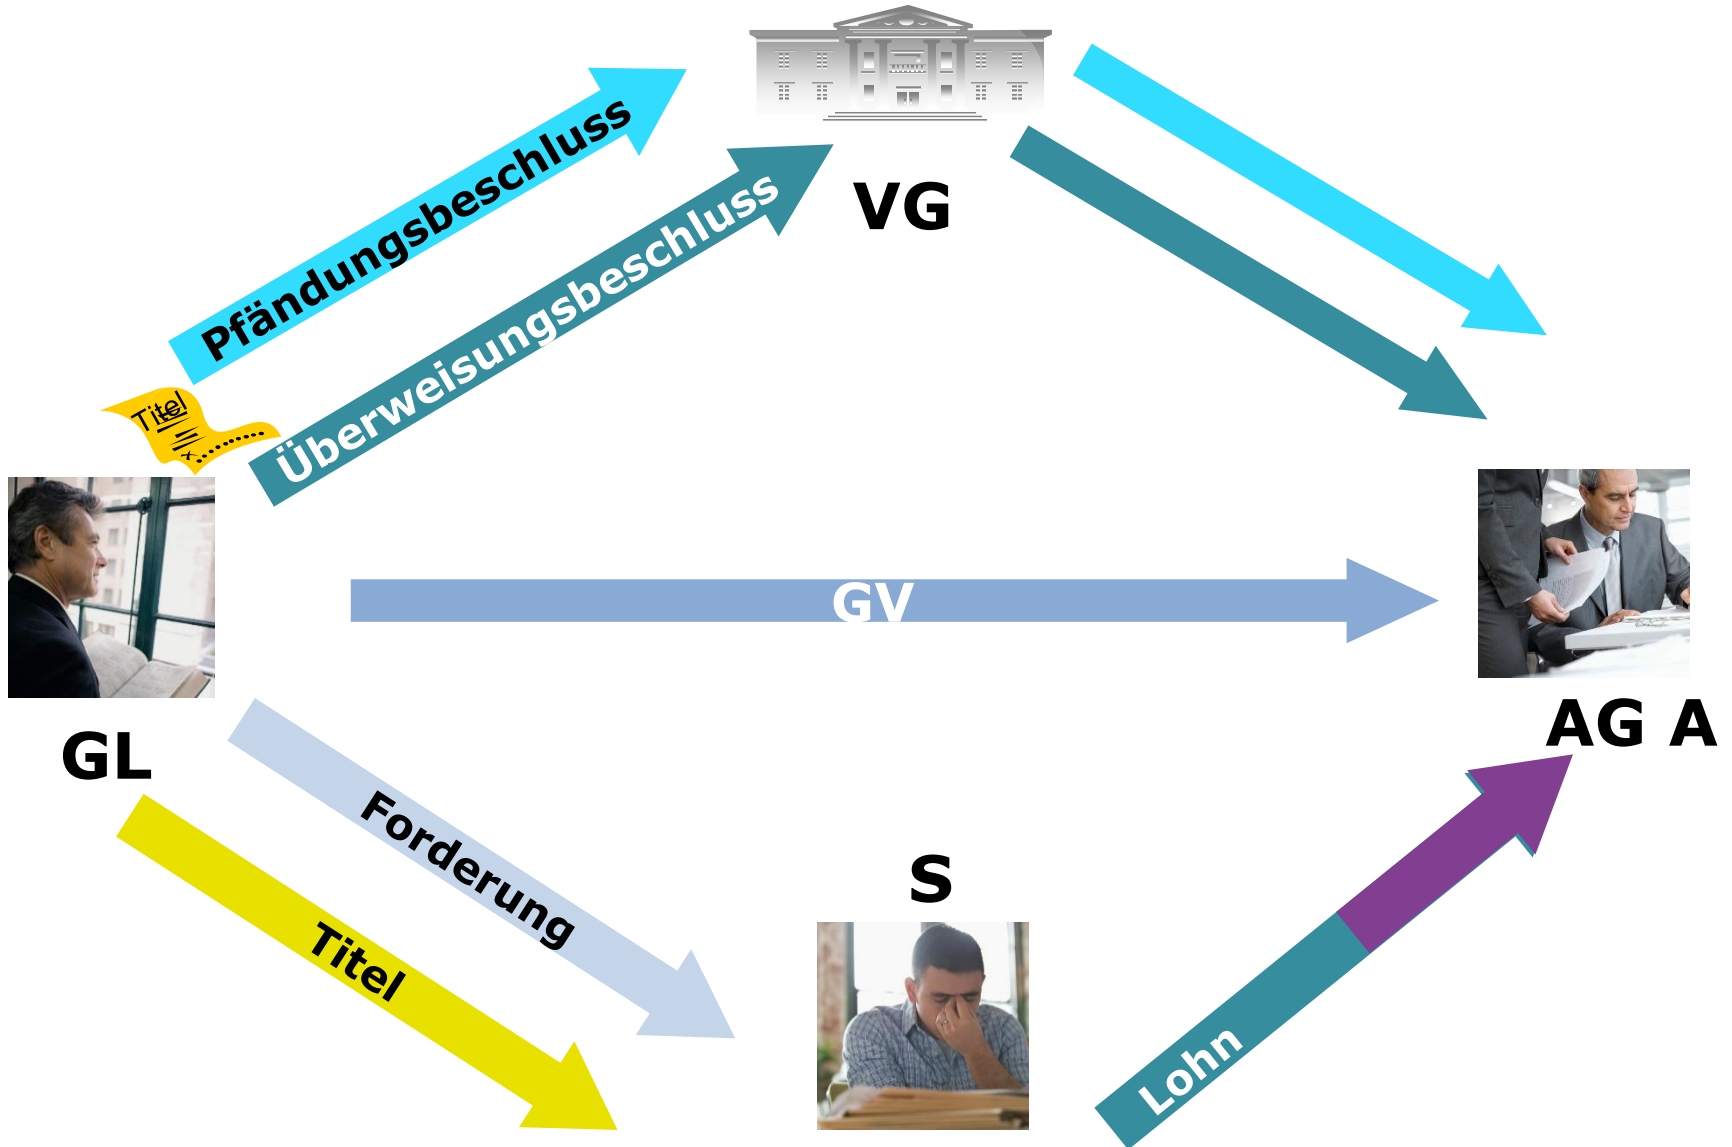 Pfändungsbeschluss
Überweisungsbeschluss
VG
Titel
x
GV
GL
AG A
Forderung
Titel
S
Lohn